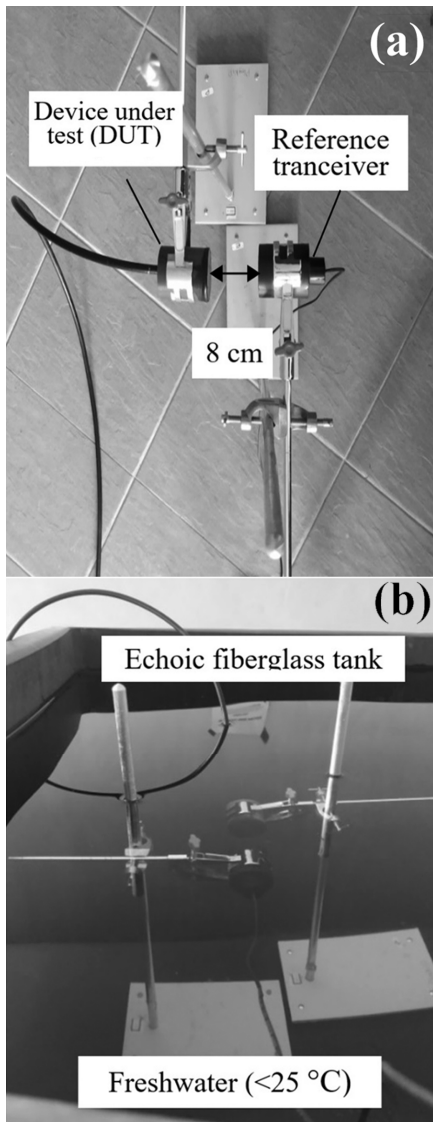 (a)
Device under
test (DUT)
Reference
tranceiver
8 cm
(b)
Echoic fiberglass tank
Freshwater (<25 °C)